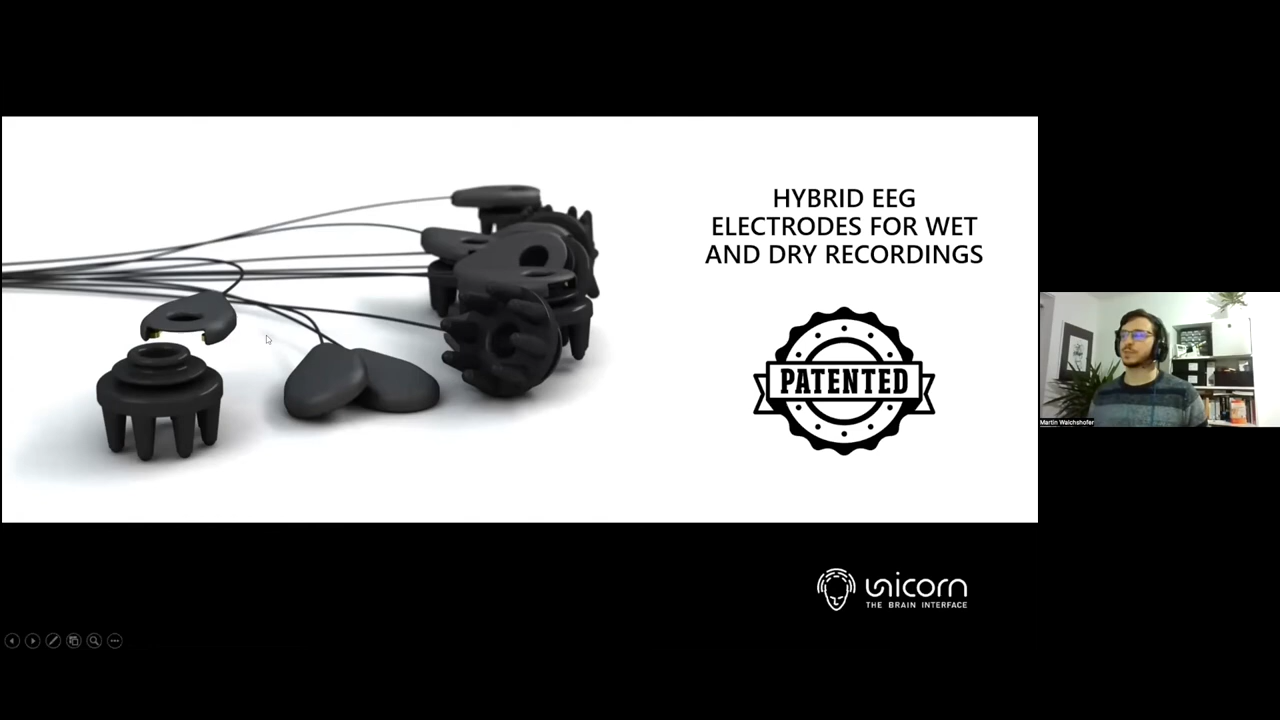 HYBRID EEG
ELECTRODES FOR WET
AND DRY RECORDINGS
PATENTED
Martin Walchshofer
unicorn
THE BRAIN INTERFACE